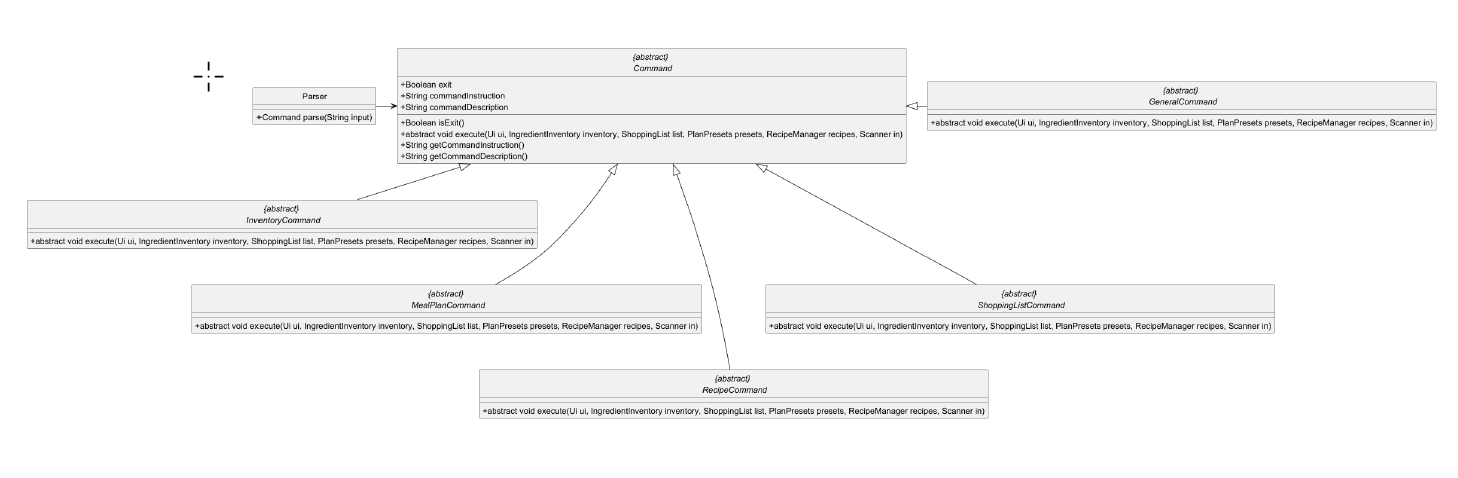 {abstract}
Command
+Boolean exit
+String commandInstruction
+String commandDescription
+Boolean isExit()
+abstract void execute(Ui ui, IngredientInventory inventory, ShoppingList list, PlanPresets presets, RecipeManager recipes, Scanner in)
+String getCommandInstruction()
+String getCommandDescription()
Parser
+Command parse(String input)
{abstract}
GeneralCommand
+abstract void execute(Ui ui, IngredientInventory inventory, ShoppingList list, PlanPresets presets, RecipeManager recipes, Scanner in)
{abstract}
InventoryCommand
+abstract void execute(Ui ui, IngredientInventory inventory, ShoppingList list, PlanPresets presets, RecipeManager recipes, Scanner in)
{abstract}
MealPlanCommand
+abstract void execute(Ui ui, IngredientInventory inventory, ShoppingList list, PlanPresets presets, RecipeManager recipes, Scanner in)
{abstract}
ShoppingListCommand
+abstract void execute(Ui ui, IngredientInventory inventory, ShoppingList list, PlanPresets presets, RecipeManager recipes, Scanner in)
{abstract}
RecipeCommand
+abstract void execute(Ui ui, IngredientInventory inventory, ShoppingList list, PlanPresets presets, RecipeManager recipes, Scanner in)